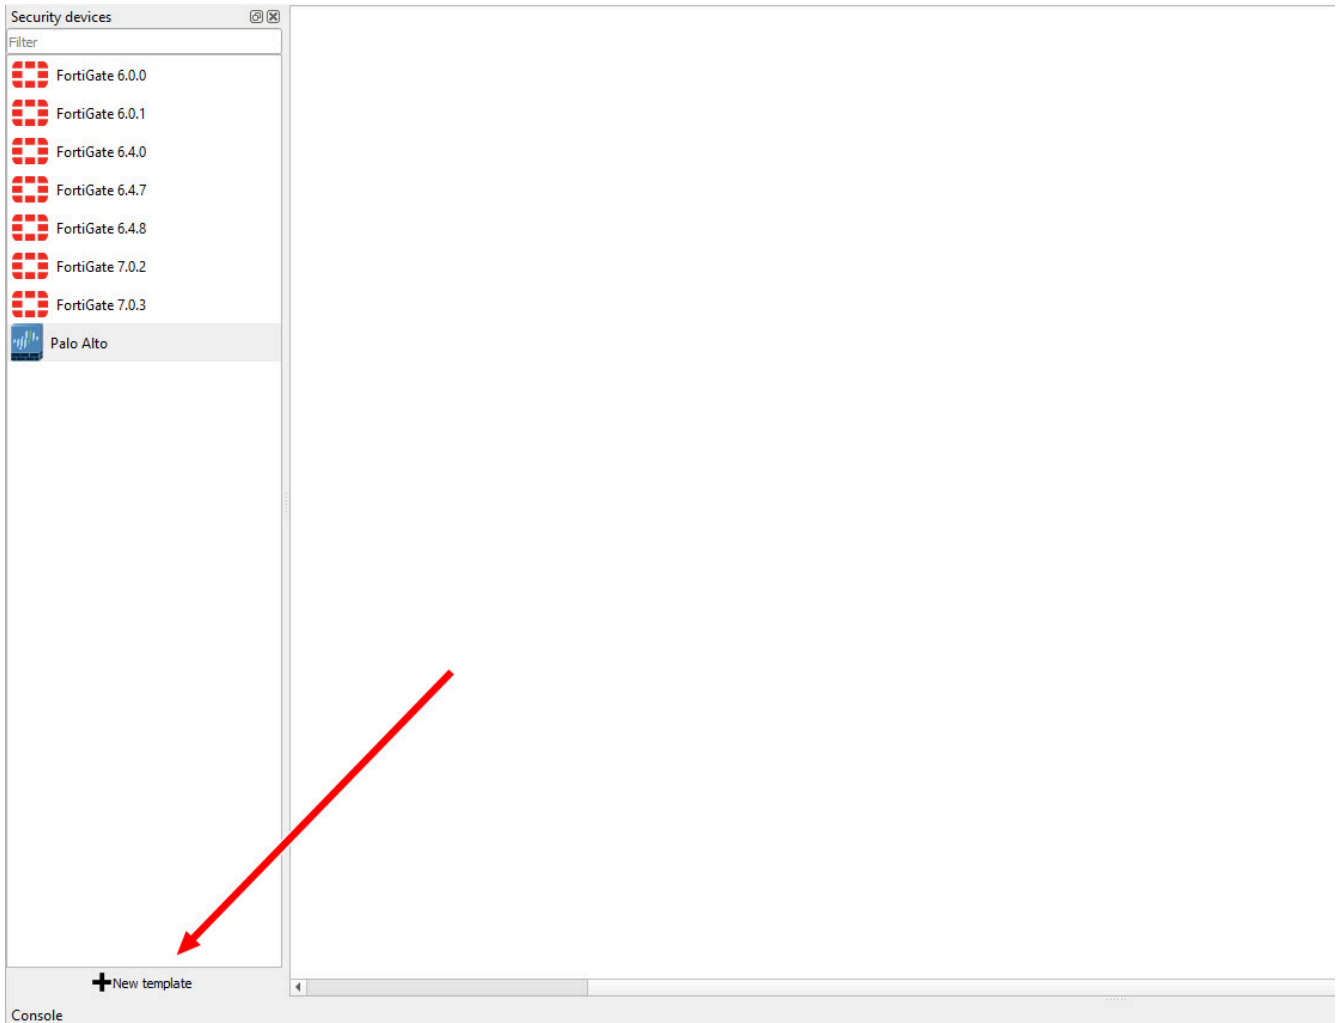 Security devices
Filter
FortiGate 6.0.0
FortiGate 6.0.1
FortiGate 6.4.0
FortiGate 6.4.7
FortiGate 6.4.8
FortiGate 7.0.2
FortiGate 7.0.3
Palo Alto
New template
Console